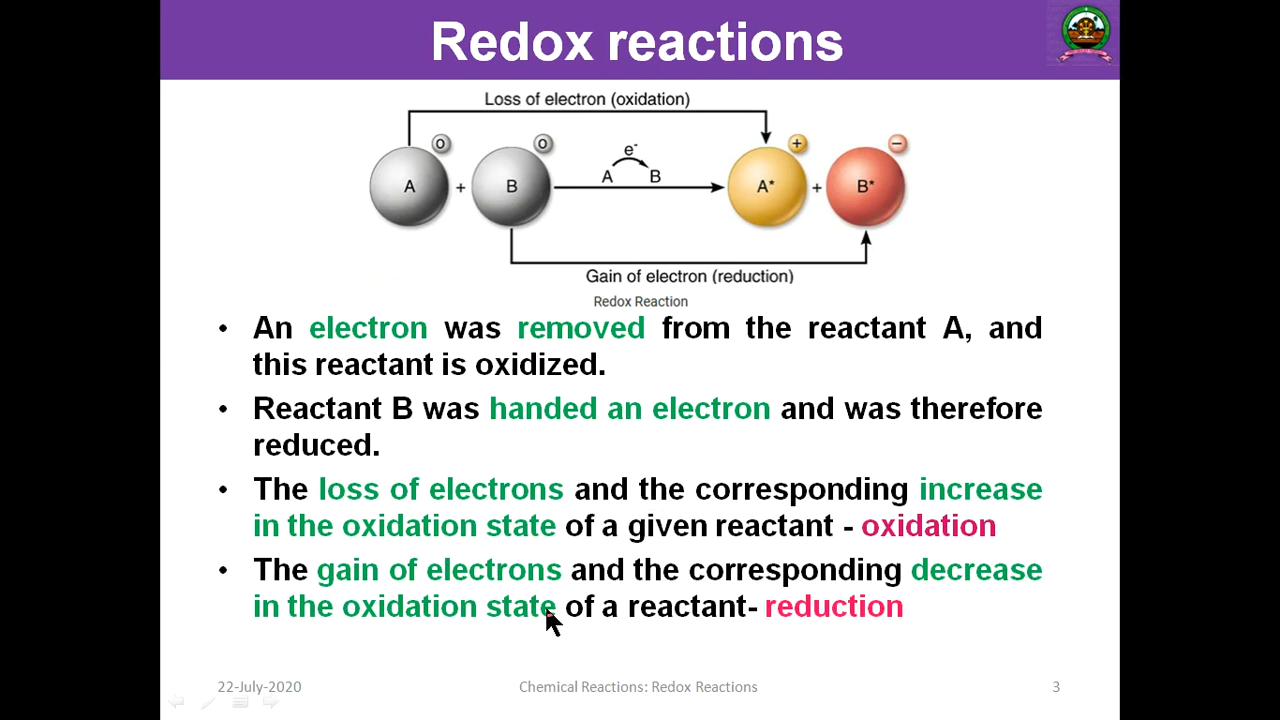 Redox reactions
Loss of electron (oxidation)
O O e- + −
A + B A B A* + B*
Gain of electron (reduction)
Redox Reaction
• An electron was removed from the reactant A, and
this reactant is oxidized.
• Reactant B was handed an electron and was therefore
reduced.
• The loss of electrons and the corresponding increase
in the oxidation state of a given reactant - oxidation
• The gain of electrons and the corresponding decrease
in the oxidation state of a reactant- reduction
22-July-2020 Chemical Reactions: Redox Reactions 3